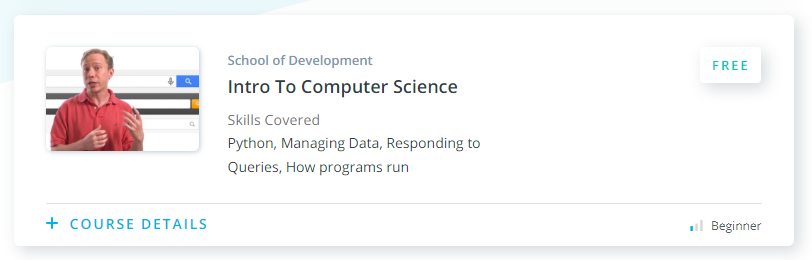 School of Development
FREE
Intro To Computer Science
Skills Covered
Python, Managing Data, Responding to
Queries, How programs run
+ COURSE DETAILS
Beginner